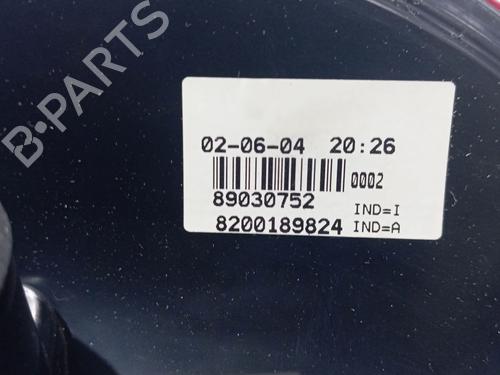 B-PARTS
02-06-04 20:26
0002
89030752 IND=I
8200189824 IND=A